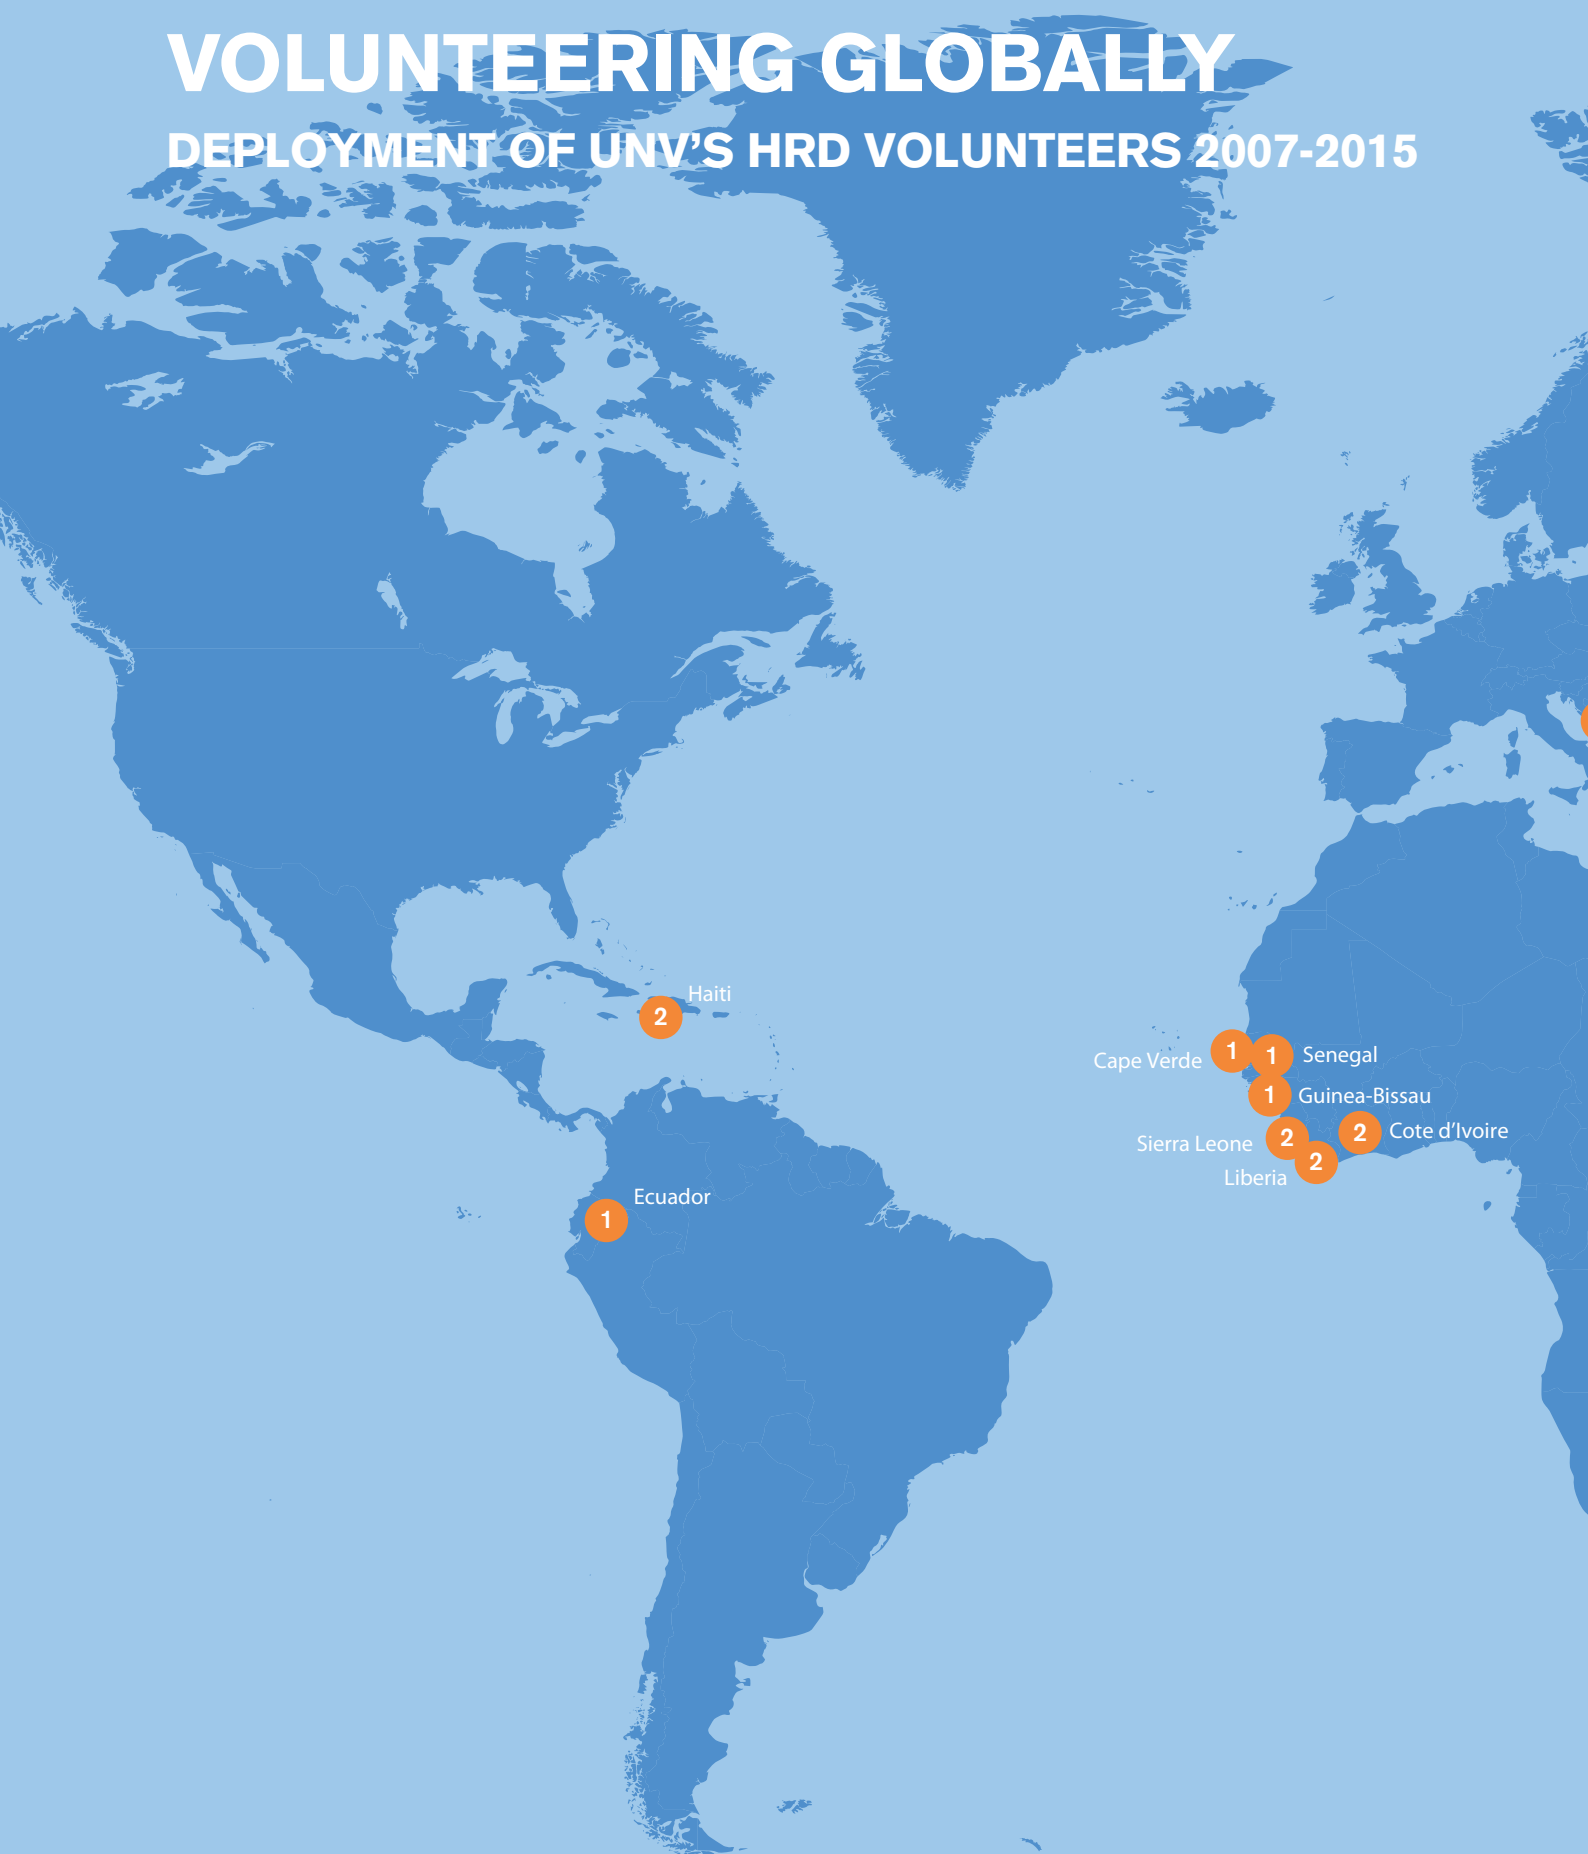 VOLUNTEERING GLOBALLY
DEPLOYMENT OF UNV'S HRD VOLUNTEERS 2007-2015
Haiti
2
Cape Verde
1
1
Senegal
1
Guinea-Bissau
Sierra Leone
2
2
Cote d'Ivoire
Liberia
2
Ecuador
1